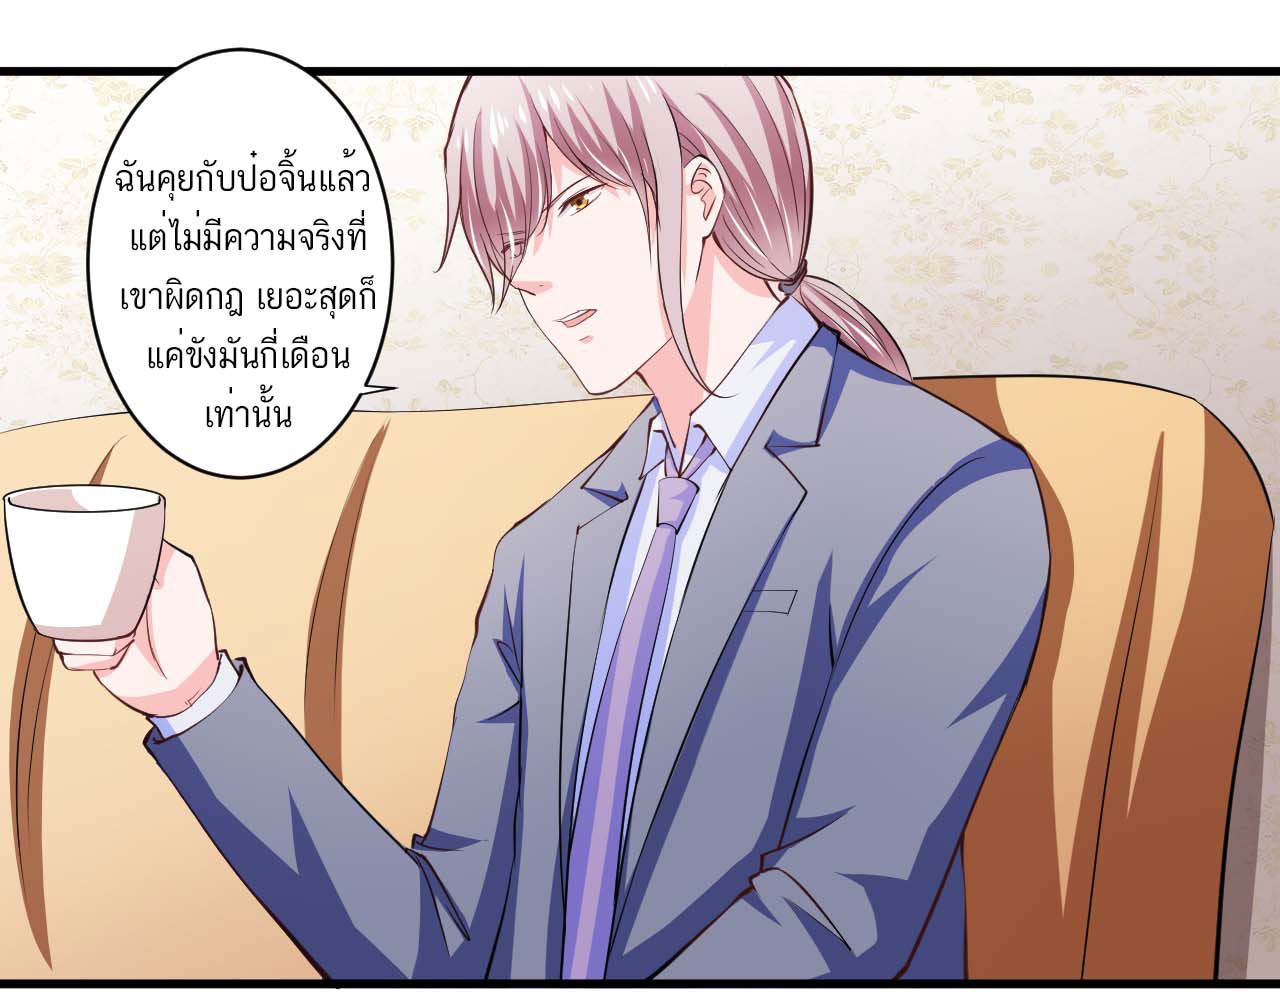 ฉันคุยกับป๋อจิ้นแล้ว
แต่ไม่มีความจริงที่
เขาผิดกฎ เยอะสุดก็
แค่ขังมันกี่เดือน
เท่านั้น